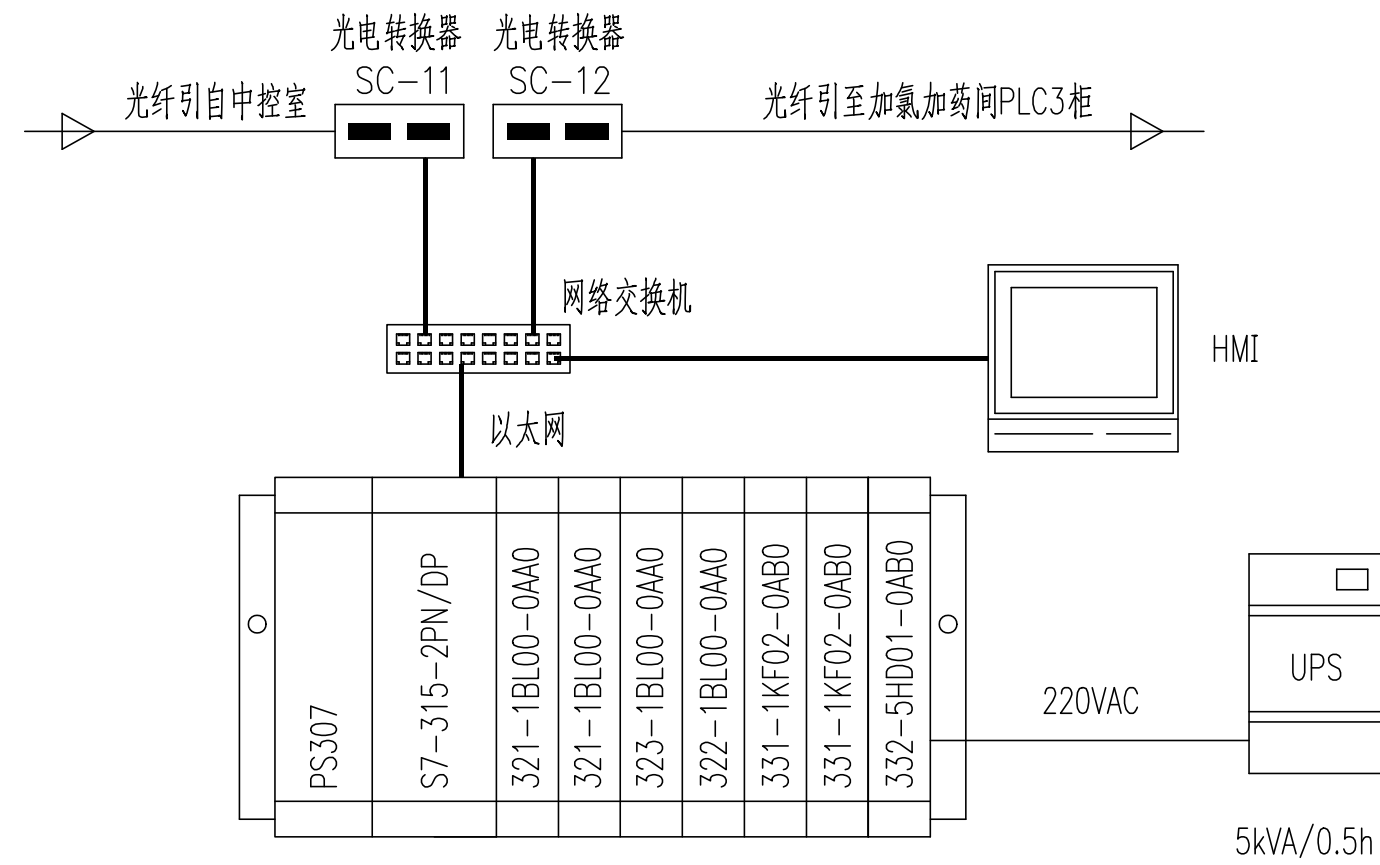 光电转换器
SC-11
光电转换器
SC-12
光纤引自中控室
光纤引至加氯加药间PLC3柜
网络交换机
HMI
以太网
PS307
S7-315-2PN/DP
321-1BL00-0AA0
321-1BL00-0AA0
323-1BL00-0AA0
322-1BL00-0AA0
331-1KF02-0AB0
331-1KF02-0AB0
332-5HD01-0AB0
220VAC
UPS
5kVA/0.5h